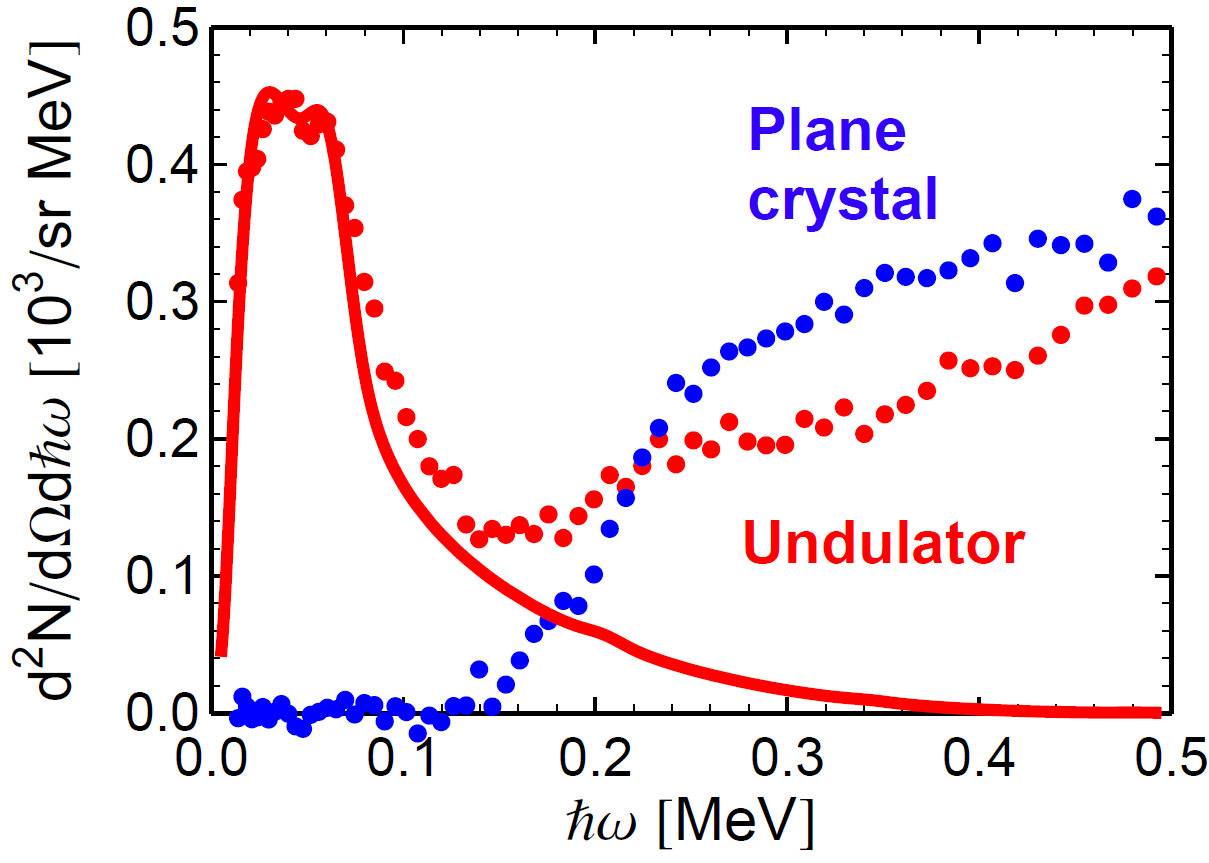 d²N/dΩdħω [10³/sr MeV]
0.5
0.4
0.3
0.2
0.1
0.0
Plane
crystal
Undulator
0.0 0.1 0.2 0.3 0.4 0.5
ħω [MeV]